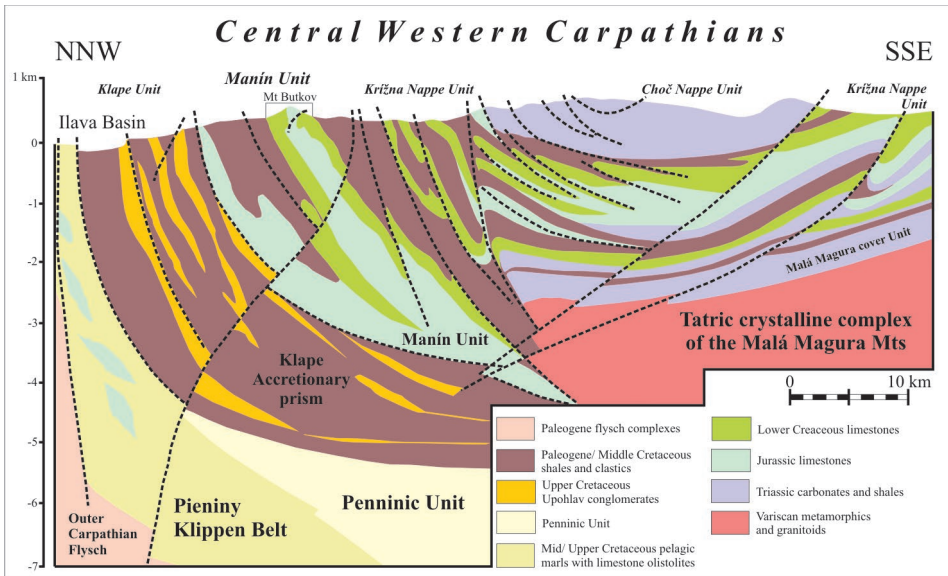 Central Western Carpathians
NNW
SSE
1 km
0
-1
-2
-3
-4
-5
-6
-7
Klape Unit
Manín Unit
Mt Butkov
Krížna Nappe Unit
Choč Nappe Unit
Krížna Nappe
Unit
Ilava Basin
Malá Magura cover Unit
Tatric crystalline complex
of the Malá Magura Mts
Manín Unit
Klape
Accretionary
prism
Pieniny
Klippen Belt
Penninic Unit
Outer
Carpathian
Flysch
0
10 km
Paleogene flysch complexes
Paleogene/ Middle Cretaceous
shales and clastics
Upper Cretaceous
Upohlav conglomerates
Penninic Unit
Mid/ Upper Cretaceous pelagic
marls with limestone olistolites
Lower Creaceous limestones
Jurassic limestones
Triassic carbonates and shales
Variscan metamorphics
and granitoids